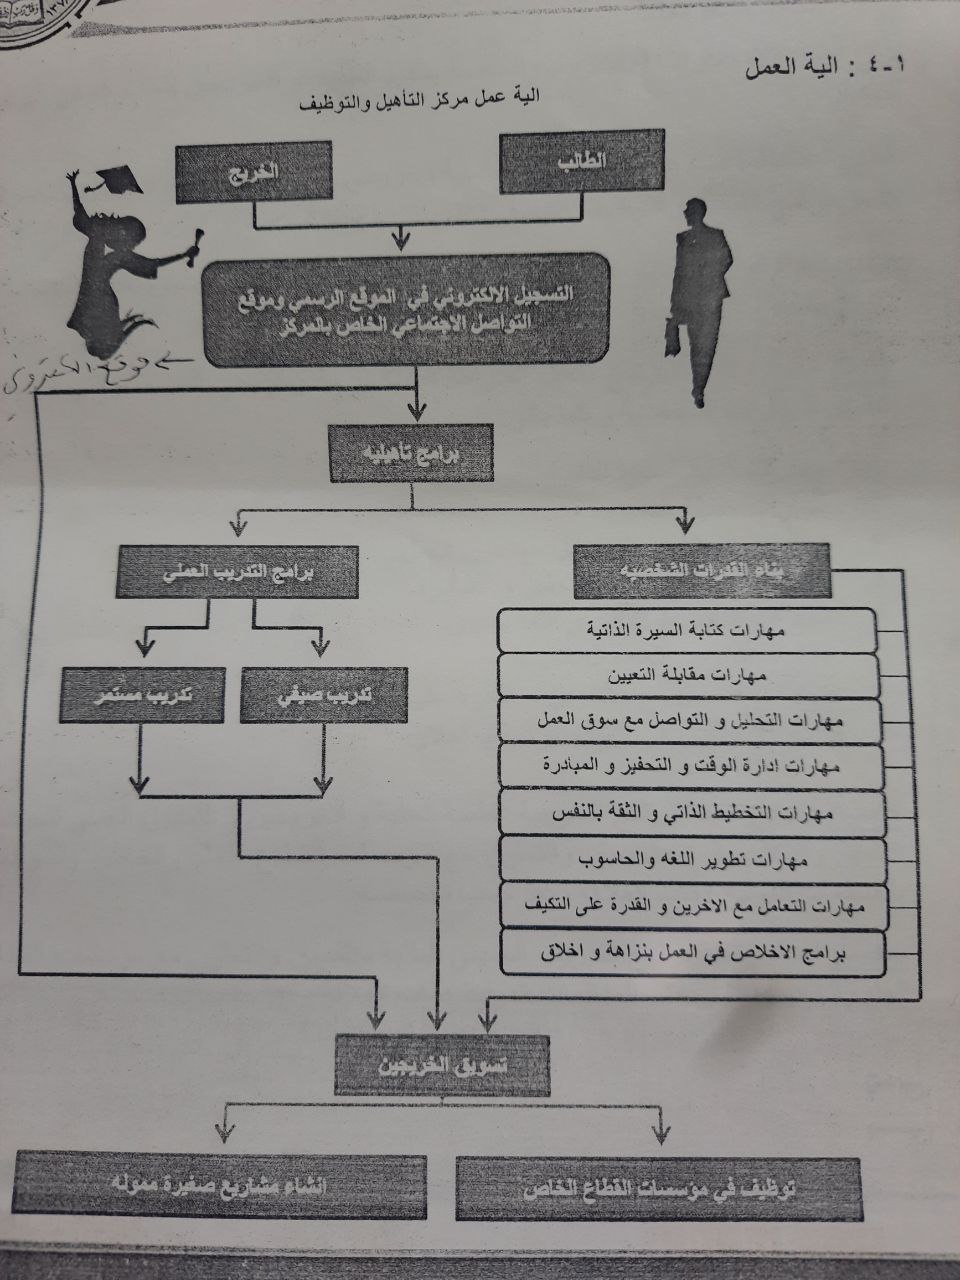 ١-٤ : الية العمل
الية عمل مركز التأهيل والتوظيف
الطالب
الخريج
التسجيل الالكتروني في الموقع الرسمي وموقع
التواصل الاجتماعي الخاص بالمركز
برامج تأهيليه
بناء القدرات الشخصيه
برامج التدريب العملي
مهارات كتابة السيرة الذاتية
مهارات مقابلة التعيين
مهارات التحليل و التواصل مع سوق العمل
مهارات ادارة الوقت و التحفيز و المبادرة
مهارات التخطيط الذاتي و الثقة بالنفس
مهارات تطوير اللغه والحاسوب
مهارات التعامل مع الاخرين و القدرة على التكيف
برامج الاخلاص في العمل بنزاهة و اخلاق
تدريب صيفي
تدريب مستمر
تسويق الخريجين
توظيف في مؤسسات القطاع الخاص
انشاء مشاريع صغيرة ممولة